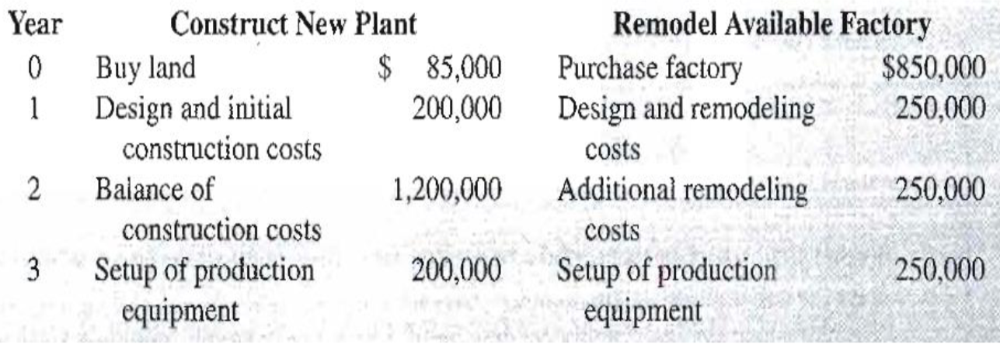 Year Construct New Plant Remodel Available Factory
0 Buy land $ 85,000 Purchase factory $850,000
1 Design and initial 200,000 Design and remodeling 250,000
construction costs costs
2 Balance of 1,200,000 Additional remodeling 250,000
construction costs costs
3 Setup of production 200,000 Setup of production 250,000
equipment equipment